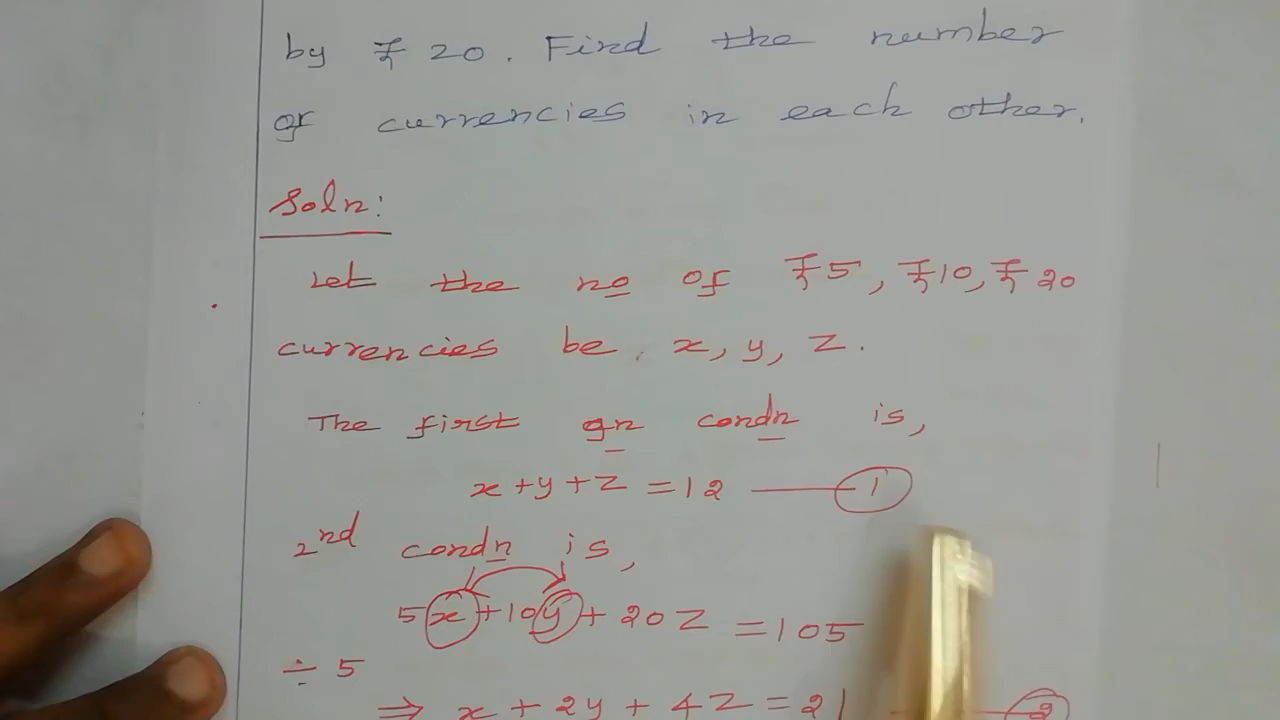 by ₹ 20. Find the number
of currencies in each other.
Soln:
Let the no of ₹5, ₹10, ₹20
currencies be x, y, z.
The first gn condn is,
x+y+z=12 — 1
2nd condn is,
5x+10y+20z =105
÷ 5
⇒ x+2y+4z=21 — 2